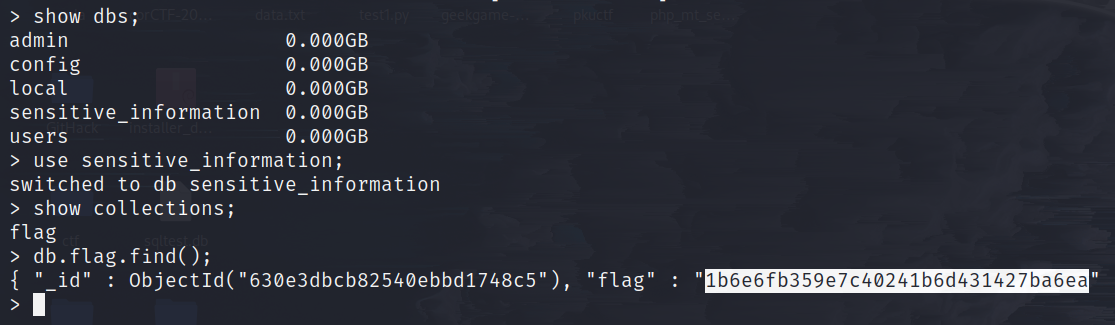 > show dbs;
admin 0.000GB
config 0.000GB
local 0.000GB
sensitive_information 0.000GB
users 0.000GB
> use sensitive_information;
switched to db sensitive_information
> show collections;
flag
> db.flag.find();
{ "_id" : ObjectId("630e3dbcb82540ebbd1748c5"), "flag" : "1b6e6fb359e7c40241b6d431427ba6ea"
>